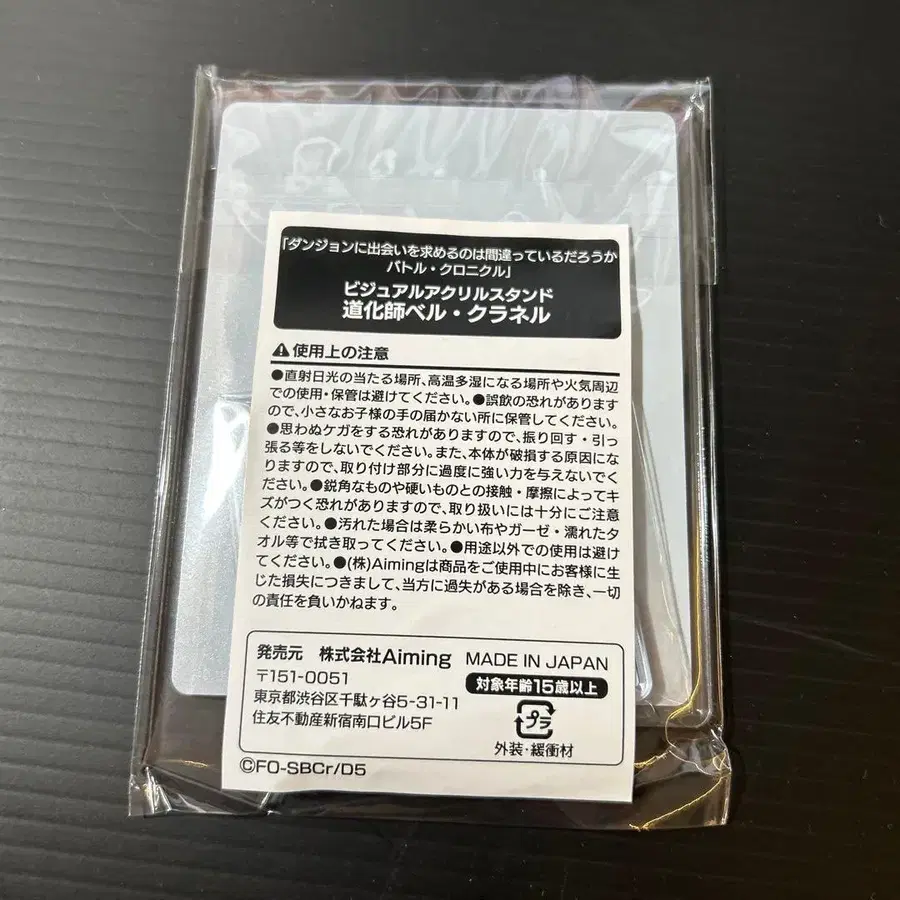 「ダンジョンに出会いを求めるのは間違っているだろうか
バトル・クロニクル」
ビジュアルアクリルスタンド
道化師ベル・クラネル
使用上の注意
●直射日光の当たる場所、高温多湿になる場所や火気周辺
での使用・保管は避けてください。●誤飲の恐れがあります
ので、小さなお子様の手の届かない所に保管してください。
●思わぬケガをする恐れがありますので、振り回す・引っ
張る等をしないでください。また、本体が破損する原因にな
りますので、取り付け部分に過度に強い力を与えないでく
ださい。●鋭角なものや硬いものとの接触・摩擦によってキ
ズがつく恐れがありますので、取り扱いには十分にご注意
ください。●汚れた場合は柔らかい布やガーゼ・濡れたタ
オル等で拭き取ってください。●用途以外での使用は避け
てください。●(株)Aimingは商品をご使用中にお客様に生
じた損失につきまして、当方に過失がある場合を除き、一切
の責任を負いかねます。
発売元 株式会社Aiming MADE IN JAPAN
〒151-0051
東京都渋谷区千駄ヶ谷5-31-11
住友不動産新宿南口ビル5F
対象年齢15歳以上
プラ
外装・緩衝材
©FO-SBCr/D5